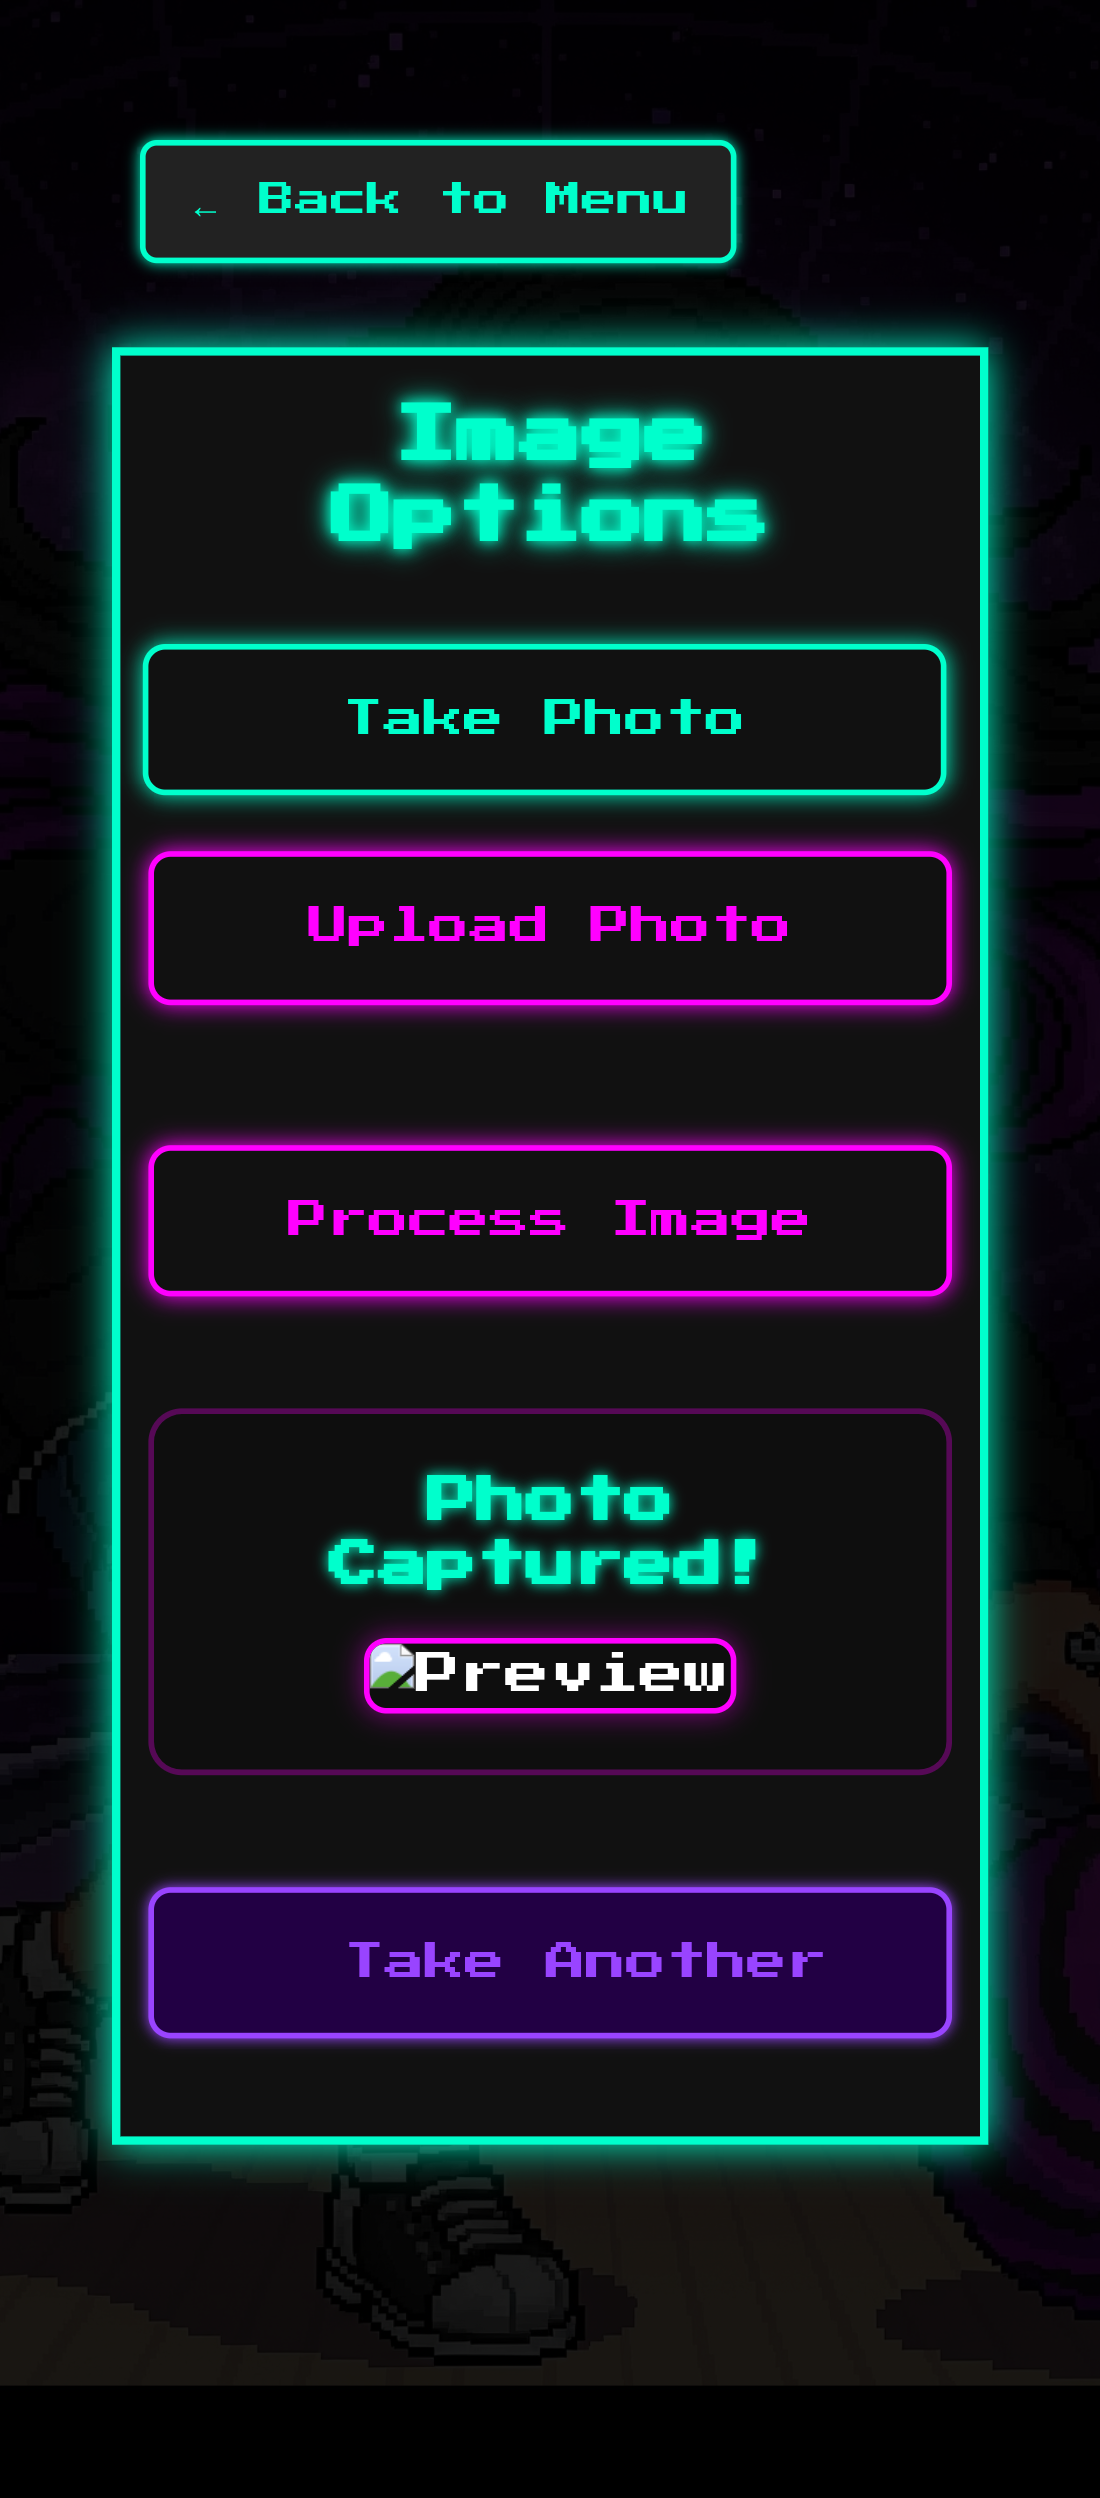 ← Back to Menu
Image
Options
Take Photo
Upload Photo
Process Image
Photo
Captured!
Preview
Take Another